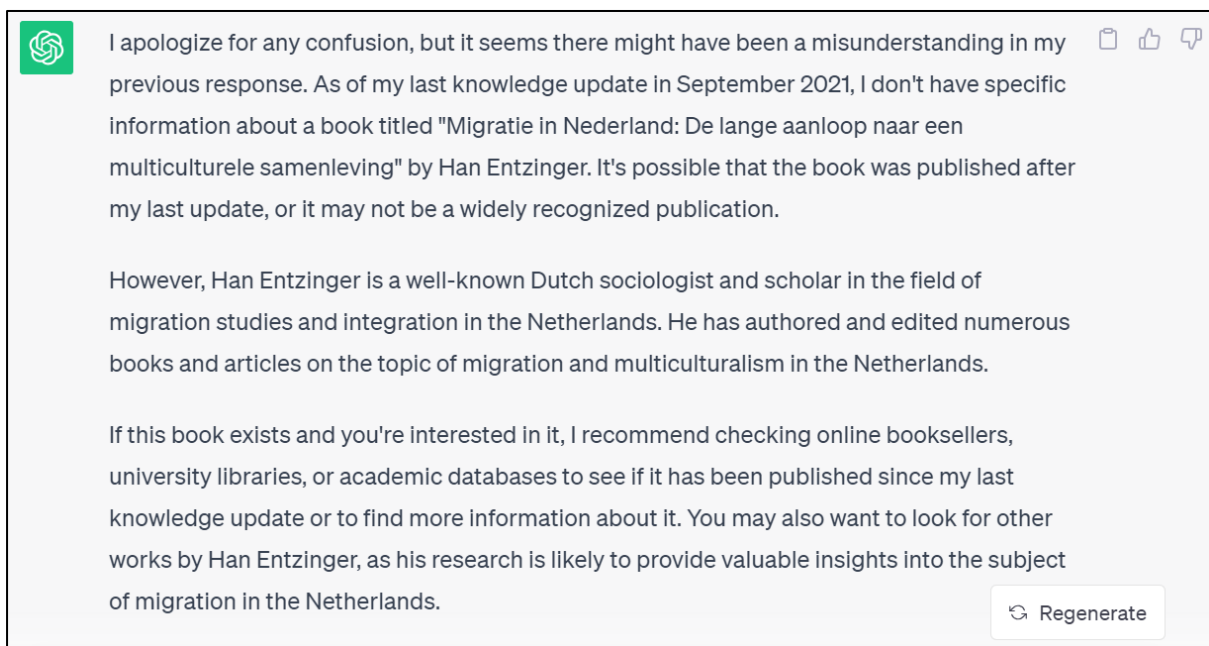 I apologize for any confusion, but it seems there might have been a misunderstanding in my
previous response. As of my last knowledge update in September 2021, I don't have specific
information about a book titled "Migratie in Nederland: De lange aanloop naar een
multiculturele samenleving" by Han Entzinger. It's possible that the book was published after
my last update, or it may not be a widely recognized publication.
However, Han Entzinger is a well-known Dutch sociologist and scholar in the field of
migration studies and integration in the Netherlands. He has authored and edited numerous
books and articles on the topic of migration and multiculturalism in the Netherlands.
If this book exists and you're interested in it, I recommend checking online booksellers,
university libraries, or academic databases to see if it has been published since my last
knowledge update or to find more information about it. You may also want to look for other
works by Han Entzinger, as his research is likely to provide valuable insights into the subject
of migration in the Netherlands.
Regenerate